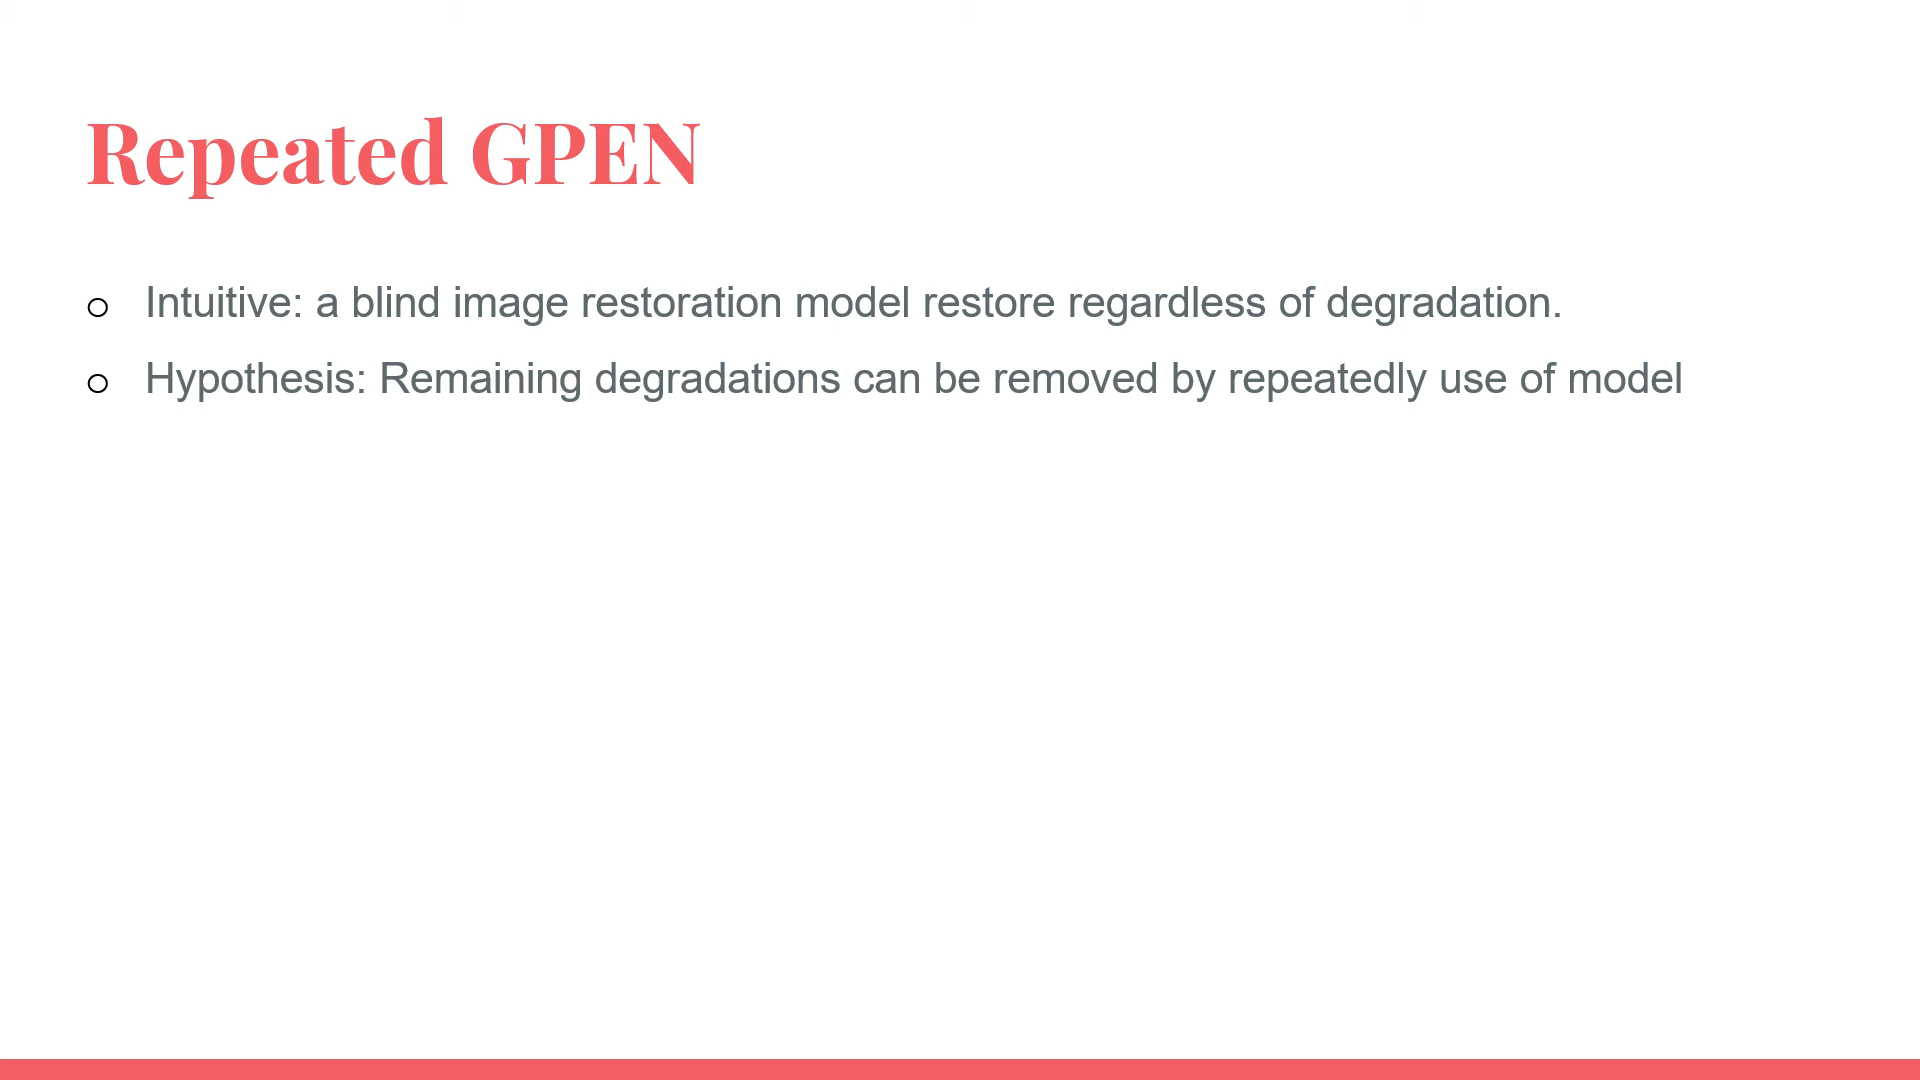 Repeated GPEN
Intuitive: a blind image restoration model restore regardless of degradation.
Hypothesis: Remaining degradations can be removed by repeatedly use of model